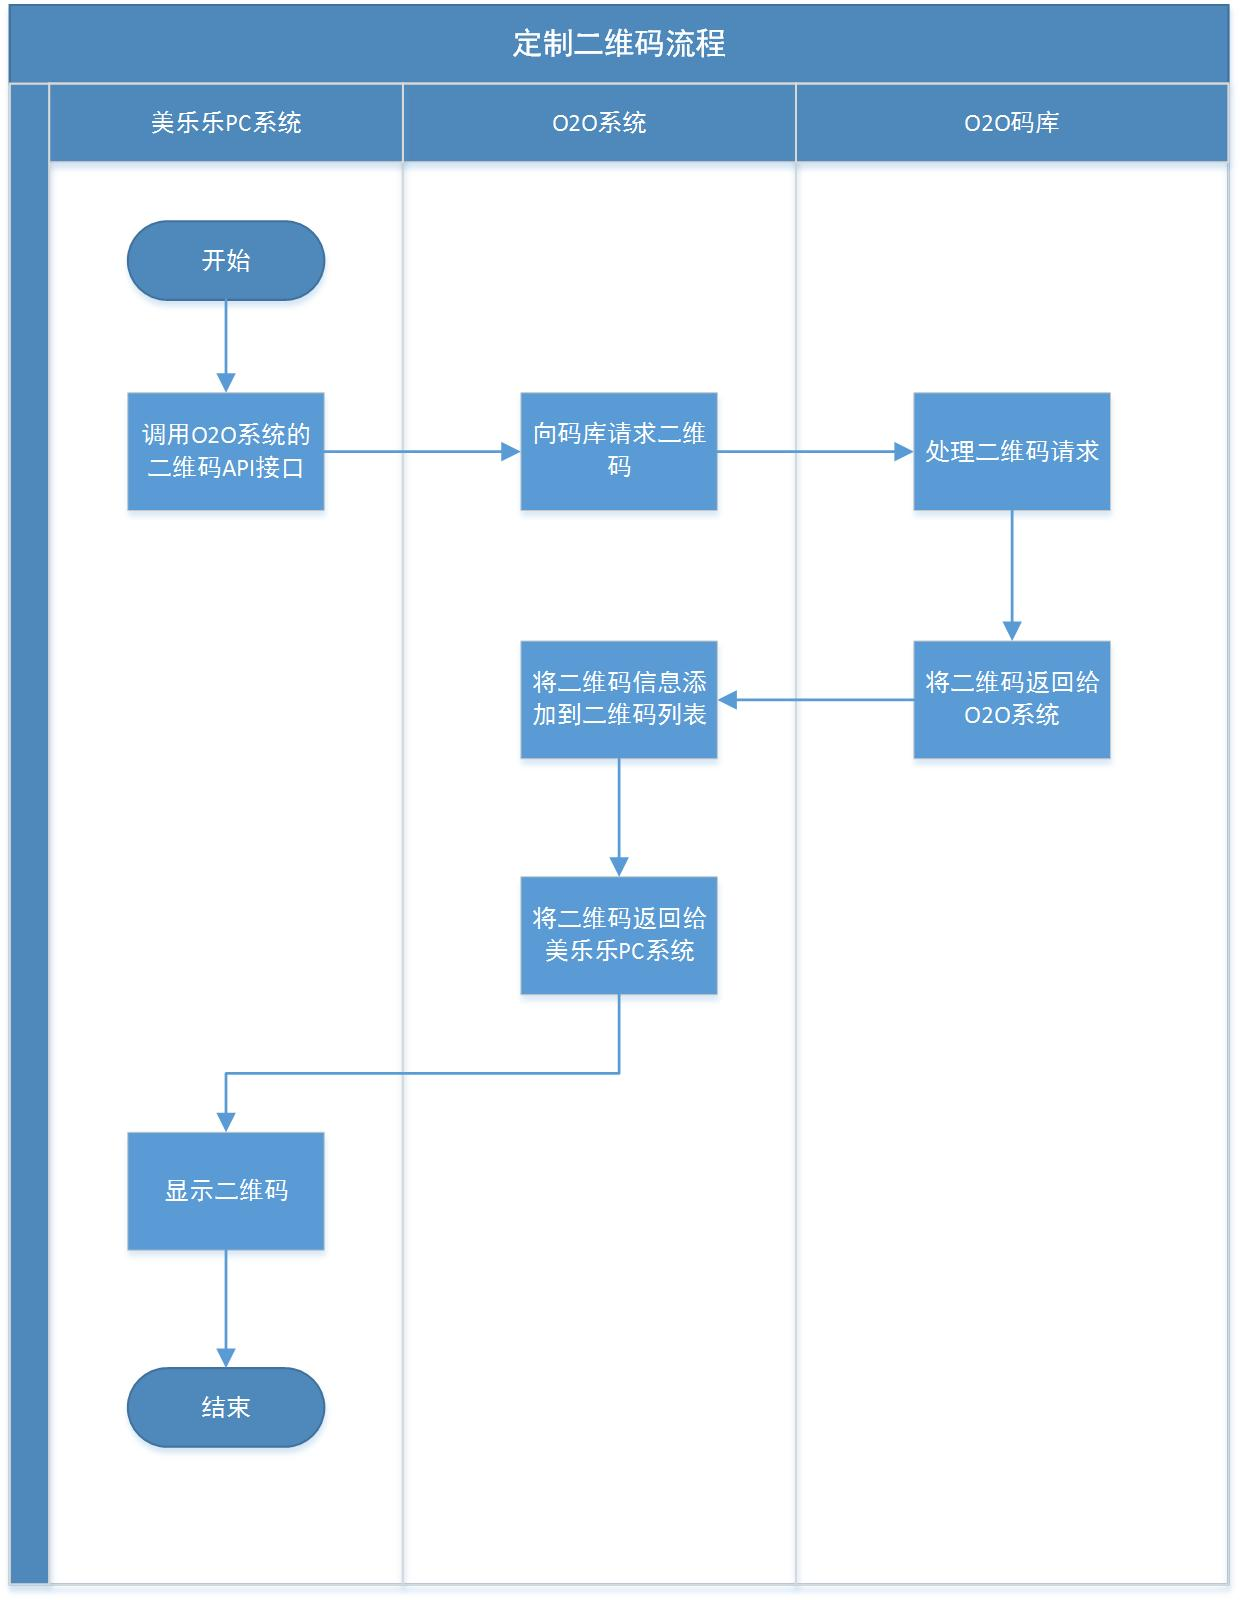 定制二维码流程
美乐乐PC系统
O2O系统
O2O码库
开始
调用O2O系统的
二维码API接口
向码库请求二维
码
处理二维码请求
将二维码信息添
加到二维码列表
将二维码返回给
O2O系统
将二维码返回给
美乐乐PC系统
显示二维码
结束